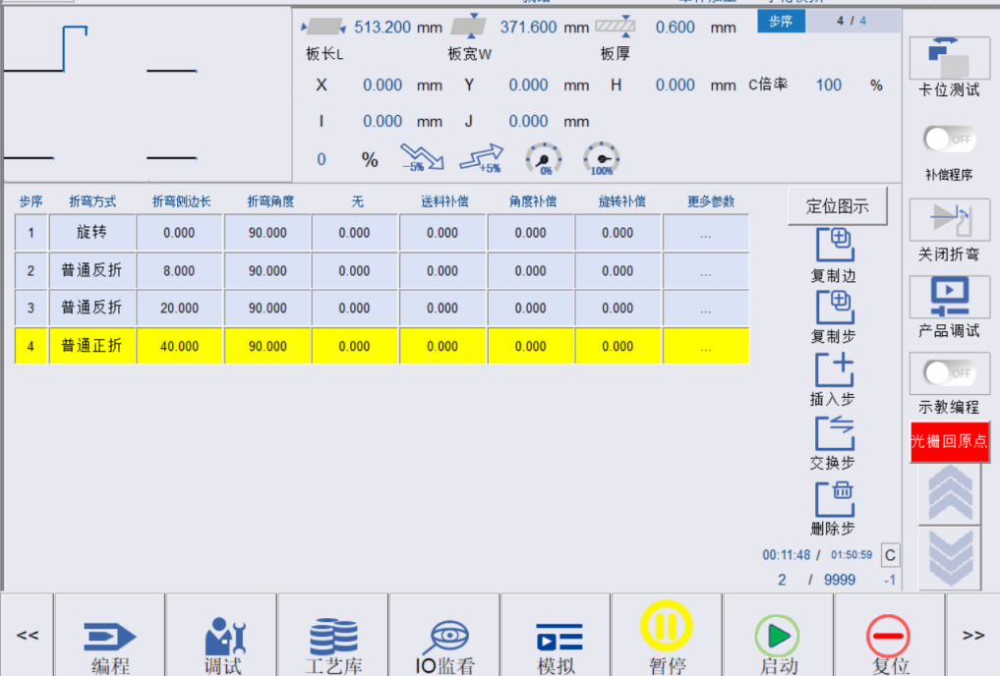 513.200 mm 371.600 mm 0.600 mm 步序 4 / 4
板长L 板宽W 板厚
X 0.000 mm Y 0.000 mm H 0.000 mm C倍率 100 %
I 0.000 mm J 0.000 mm
0 % -5% +5% 0% 100%
步序 折弯方式 折弯侧边长 折弯角度 无 送料补偿 角度补偿 旋转补偿 更多参数
1 旋转 0.000 90.000 0.000 0.000 0.000 0.000 ...
2 普通反折 8.000 90.000 0.000 0.000 0.000 0.000 ...
3 普通反折 20.000 90.000 0.000 0.000 0.000 0.000 ...
4 普通正折 40.000 90.000 0.000 0.000 0.000 0.000 ...
定位图示
复制边
复制步
插入步
交换步
删除步
00:11:48 / 01:50:59 C
2 / 9999 -1
卡位测试
OFF
补偿程序
关闭折弯
产品调试
OFF
示教编程
光栅回原点
<< 编程 调试 工艺库 IO监看 模拟 暂停 启动 复位 >>